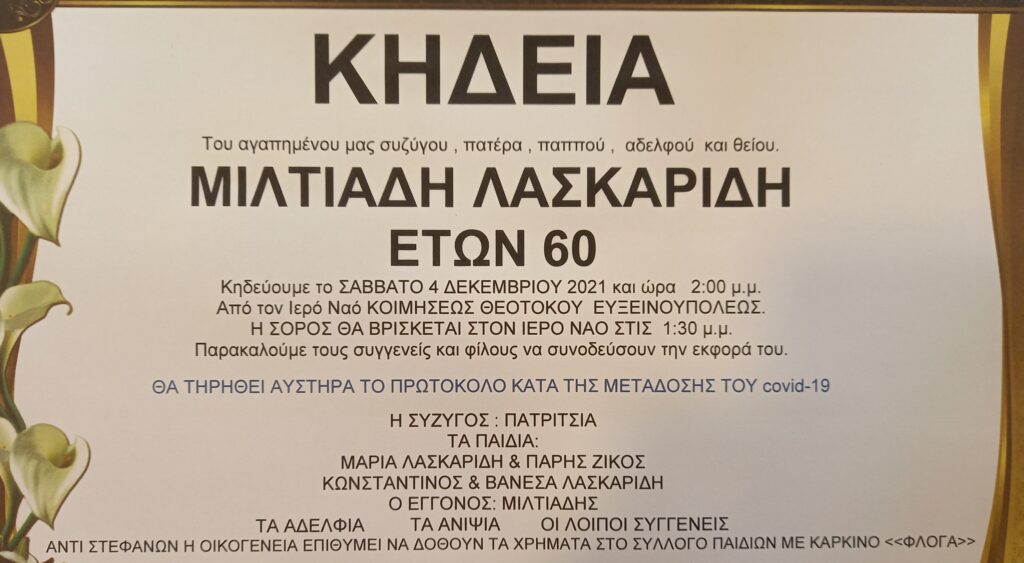 ΚΗΔΕΙΑ
Του αγαπημένου μας συζύγου , πατέρα , παππού , αδελφού και θείου.
ΜΙΛΤΙΑΔΗ ΛΑΣΚΑΡΙΔΗ
ΕΤΩΝ 60
Κηδεύουμε το ΣΑΒΒΑΤΟ 4 ΔΕΚΕΜΒΡΙΟΥ 2021 και ώρα 2:00 μ.μ.
Από τον Ιερό Ναό ΚΟΙΜΗΣΕΩΣ ΘΕΟΤΟΚΟΥ ΕΥΞΕΙΝΟΥΠΟΛΕΩΣ.
Η ΣΟΡΟΣ ΘΑ ΒΡΙΣΚΕΤΑΙ ΣΤΟΝ ΙΕΡΟ ΝΑΟ ΣΤΙΣ 1:30 μ.μ.
Παρακαλούμε τους συγγενείς και φίλους να συνοδεύσουν την εκφορά του.
ΘΑ ΤΗΡΗΘΕΙ ΑΥΣΤΗΡΑ ΤΟ ΠΡΩΤΟΚΟΛΟ ΚΑΤΑ ΤΗΣ ΜΕΤΑΔΟΣΗΣ ΤΟΥ covid-19
Η ΣΥΖΥΓΟΣ : ΠΑΤΡΙΤΣΙΑ
ΤΑ ΠΑΙΔΙΑ:
ΜΑΡΙΑ ΛΑΣΚΑΡΙΔΗ & ΠΑΡΗΣ ΖΙΚΟΣ
ΚΩΝΣΤΑΝΤΙΝΟΣ & ΒΑΝΕΣΑ ΛΑΣΚΑΡΙΔΗ
Ο ΕΓΓΟΝΟΣ: ΜΙΛΤΙΑΔΗΣ
ΤΑ ΑΔΕΛΦΙΑ ΤΑ ΑΝΙΨΙΑ ΟΙ ΛΟΙΠΟΙ ΣΥΓΓΕΝΕΙΣ
ΑΝΤΙ ΣΤΕΦΑΝΩΝ Η ΟΙΚΟΓΕΝΕΙΑ ΕΠΙΘΥΜΕΙ ΝΑ ΔΟΘΟΥΝ ΤΑ ΧΡΗΜΑΤΑ ΣΤΟ ΣΥΛΛΟΓΟ ΠΑΙΔΙΩΝ ΜΕ ΚΑΡΚΙΝΟ <<ΦΛΟΓΑ>>